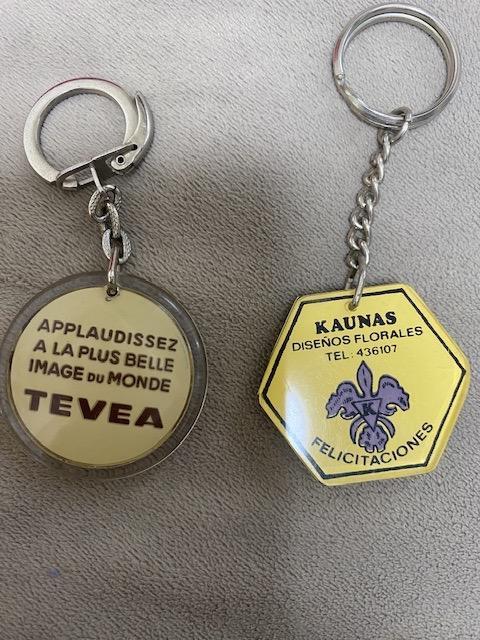 APPLAUDISSEZ
A LA PLUS BELLE
IMAGE DU MONDE
TEVEA
KAUNAS
DISEÑOS FLORALES
TEL: 436107
K
FELICITACIONES